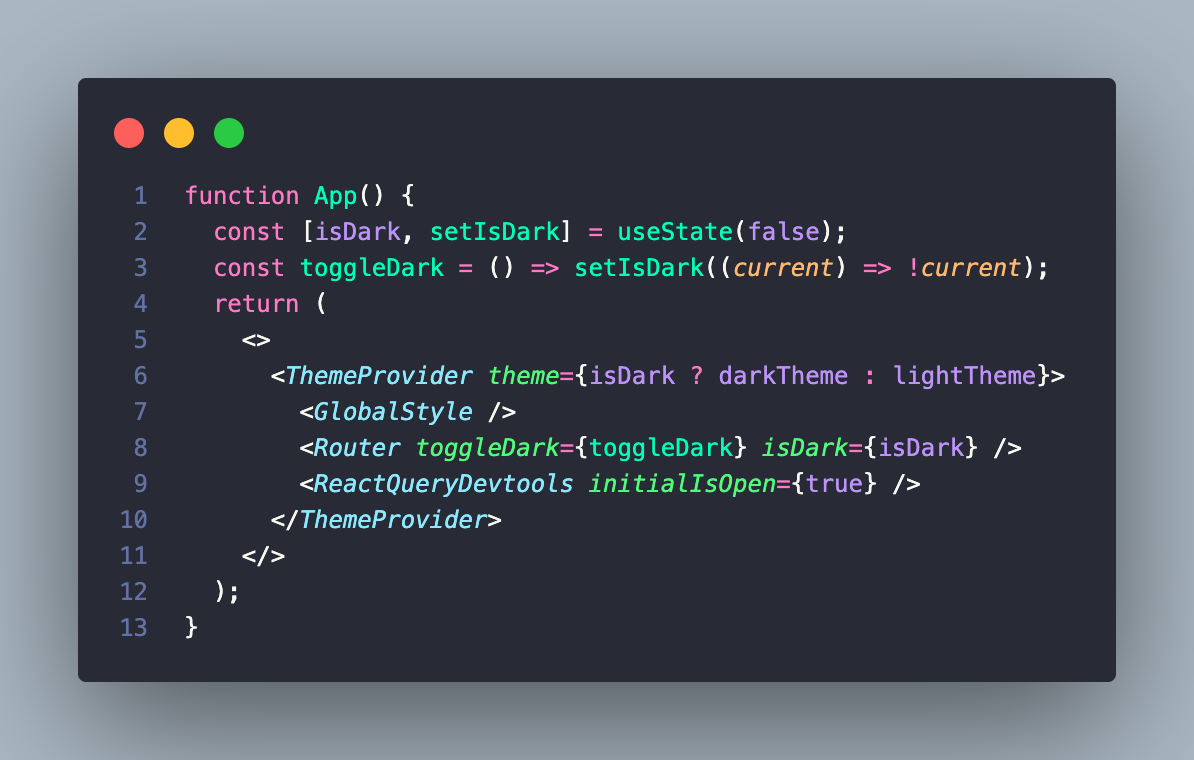 1 function App() {
2 const [isDark, setIsDark] = useState(false);
3 const toggleDark = () => setIsDark((current) => !current);
4 return (
5 <>
6 <ThemeProvider theme={isDark ? darkTheme : lightTheme}>
7 <GlobalStyle />
8 <Router toggleDark={toggleDark} isDark={isDark} />
9 <ReactQueryDevtools initialIsOpen={true} />
10 </ThemeProvider>
11 </>
12 );
13 }